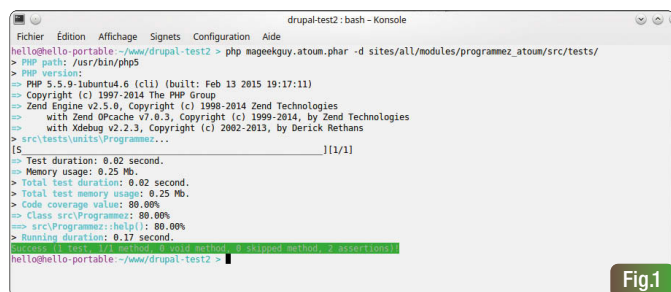 drupal-test2 : bash – Konsole
Fichier Édition Affichage Signets Configuration Aide
hello@hello-portable:~/www/drupal-test2 > php mageekguy.atoum.phar -d sites/all/modules/programmez_atoum/src/tests/
> PHP path: /usr/bin/php5
> PHP version:
=> PHP 5.5.9-1ubuntu4.6 (cli) (built: Feb 13 2015 19:17:11)
=> Copyright (c) 1997-2014 The PHP Group
=> Zend Engine v2.5.0, Copyright (c) 1998-2014 Zend Technologies
=>     with Zend OPcache v7.0.3, Copyright (c) 1999-2014, by Zend Technologies
=>     with Xdebug v2.2.3, Copyright (c) 2002-2013, by Derick Rethans
> src\tests\units\Programmez...
[S___________________________________________________________][1/1]
=> Test duration: 0.02 second.
=> Memory usage: 0.25 Mb.
> Total test duration: 0.02 second.
> Total test memory usage: 0.25 Mb.
> Code coverage value: 80.00%
=> Class src\Programmez: 80.00%
==> src\Programmez::help(): 80.00%
> Running duration: 0.17 second.
Success (1 test, 1/1 method, 0 void method, 0 skipped method, 2 assertions)!
hello@hello-portable:~/www/drupal-test2 >
Fig.1